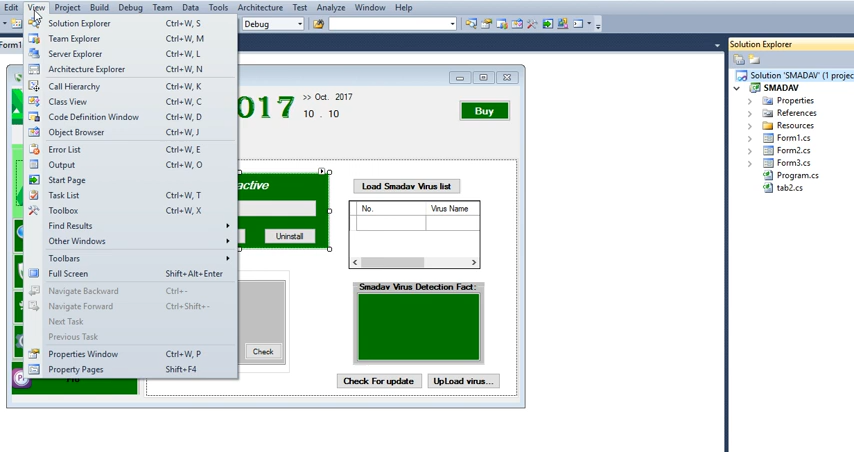 Edit View Project Build Debug Team Data Tools Architecture Test Analyze Window Help
Debug
Form1
Solution Explorer Ctrl+W, S
Team Explorer Ctrl+W, M
Server Explorer Ctrl+W, L
Architecture Explorer Ctrl+W, N
Call Hierarchy Ctrl+W, K
Class View Ctrl+W, C
Code Definition Window Ctrl+W, D
Object Browser Ctrl+W, J
Error List Ctrl+W, E
Output Ctrl+W, O
Start Page
Task List Ctrl+W, T
Toolbox Ctrl+W, X
Find Results
Other Windows
Toolbars
Full Screen Shift+Alt+Enter
Navigate Backward Ctrl+-
Navigate Forward Ctrl+Shift+-
Next Task
Previous Task
Properties Window Ctrl+W, P
Property Pages Shift+F4
017
>> Oct. 2017
10 . 10
Buy
active
Uninstall
Load Smadav Virus list
No. Virus Name
Smadav Virus Detection Fact:
Check
Check For update
UpLoad virus...
Pro
Solution Explorer
Solution 'SMADAV' (1 projec
SMADAV
Properties
References
Resources
Form1.cs
Form2.cs
Form3.cs
Program.cs
tab2.cs